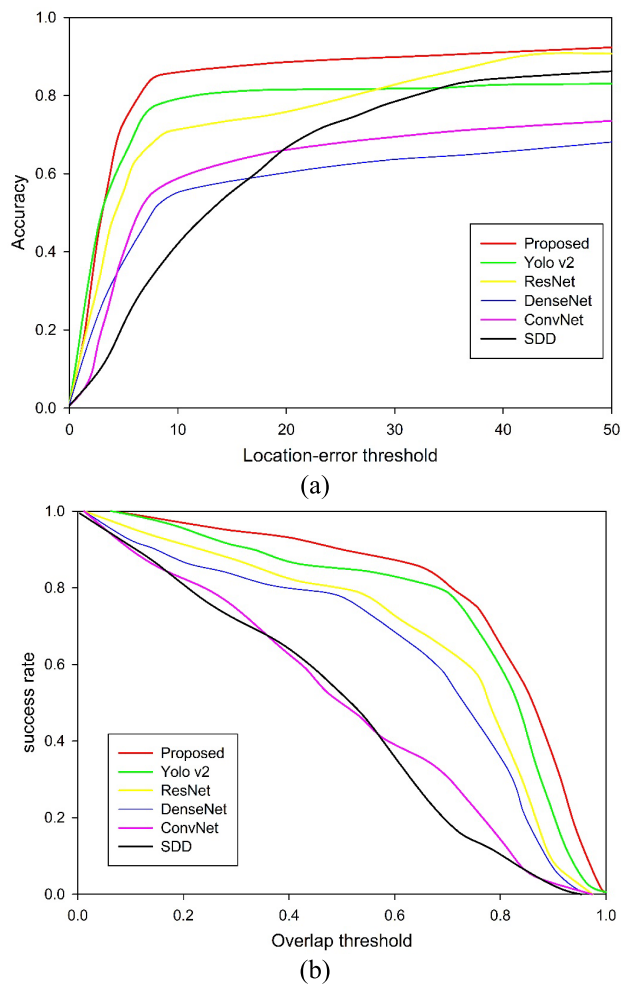 1.0
0.8
0.6
0.4
0.2
0.0
Accuracy
Proposed
Yolo v2
ResNet
DenseNet
ConvNet
SDD
0 10 20 30 40 50
Location-error threshold
(a)
1.0
0.8
0.6
0.4
0.2
0.0
success rate
Proposed
Yolo v2
ResNet
DenseNet
ConvNet
SDD
0.0 0.2 0.4 0.6 0.8 1.0
Overlap threshold
(b)